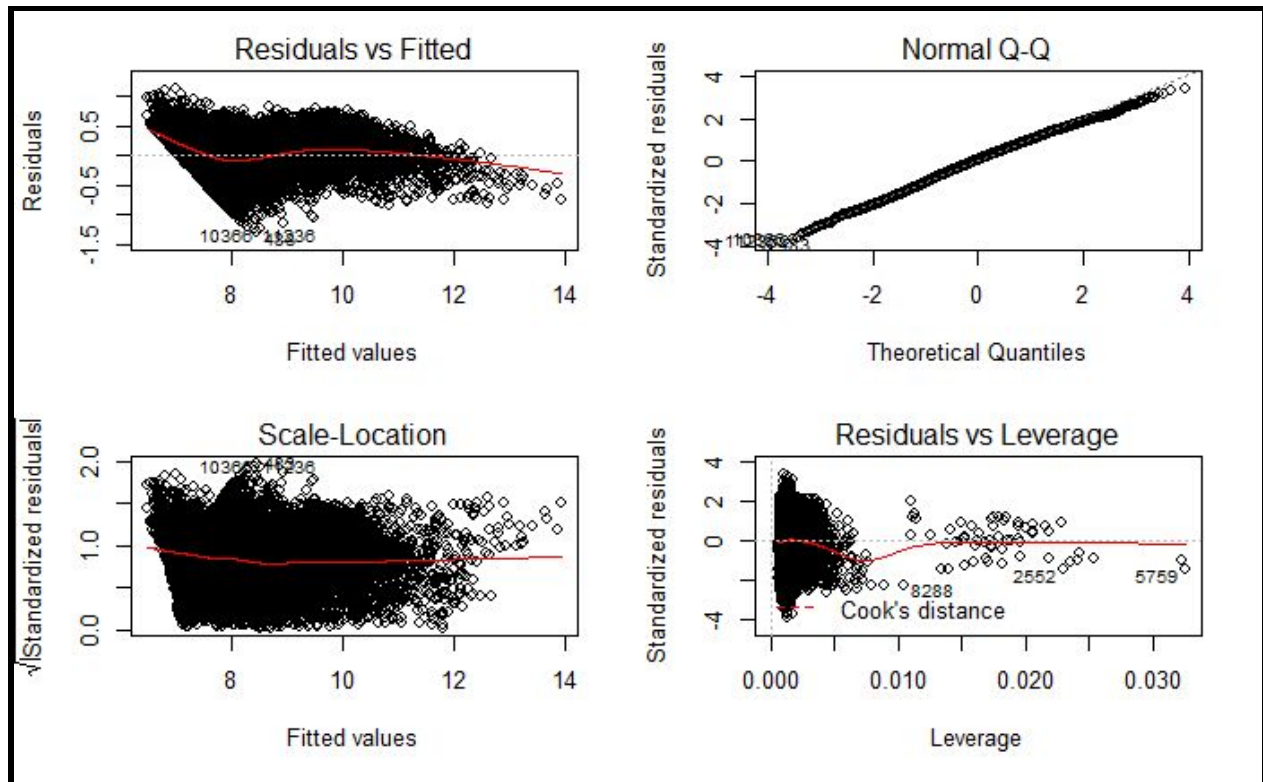 Residuals vs Fitted
Residuals
0.5
-0.5
-1.5
10366
11236
8
10
12
14
Fitted values
Normal Q-Q
Standardized residuals
4
2
0
-2
-4
-4
-2
0
2
4
Theoretical Quantiles
Scale-Location
√|Standardized residuals|
2.0
1.0
0.0
8
10
12
14
Fitted values
Residuals vs Leverage
Standardized residuals
4
2
0
-4
8288
2552
5759
Cook's distance
0.000
0.010
0.020
0.030
Leverage